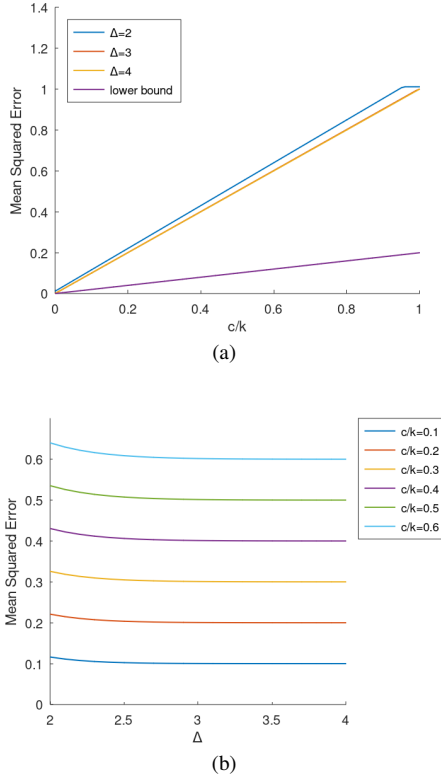 1.4
1.2
1
0.8
0.6
0.4
0.2
0
Mean Squared Error
Δ=2
Δ=3
Δ=4
lower bound
0 0.2 0.4 0.6 0.8 1
c/k
(a)
0.6
0.5
0.4
0.3
0.2
0.1
0
Mean Squared Error
c/k=0.1
c/k=0.2
c/k=0.3
c/k=0.4
c/k=0.5
c/k=0.6
2 2.5 3 3.5 4
Δ
(b)